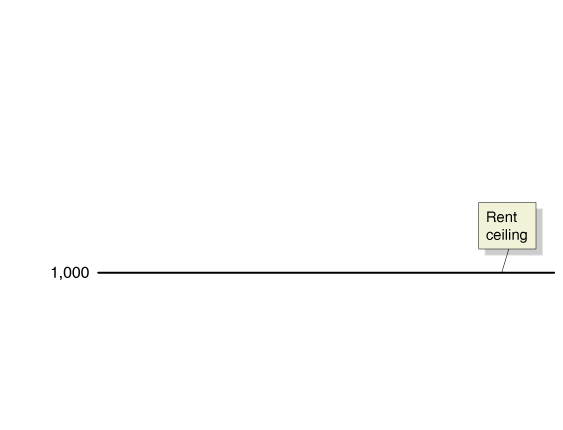 Rent
ceiling
1,000